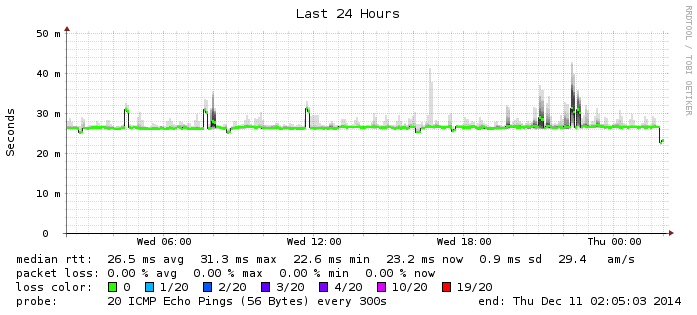 Last 24 Hours
RRDTOOL / TOBI OETIKER
Seconds
50 m
40 m
30 m
20 m
10 m
0
Wed 06:00 Wed 12:00 Wed 18:00 Thu 00:00
median rtt: 26.5 ms avg 31.3 ms max 22.6 ms min 23.2 ms now 0.9 ms sd 29.4 am/s
packet loss: 0.00 % avg 0.00 % max 0.00 % min 0.00 % now
loss color: 0 1/20 2/20 3/20 4/20 10/20 19/20
probe: 20 ICMP Echo Pings (56 Bytes) every 300s end: Thu Dec 11 02:05:03 2014